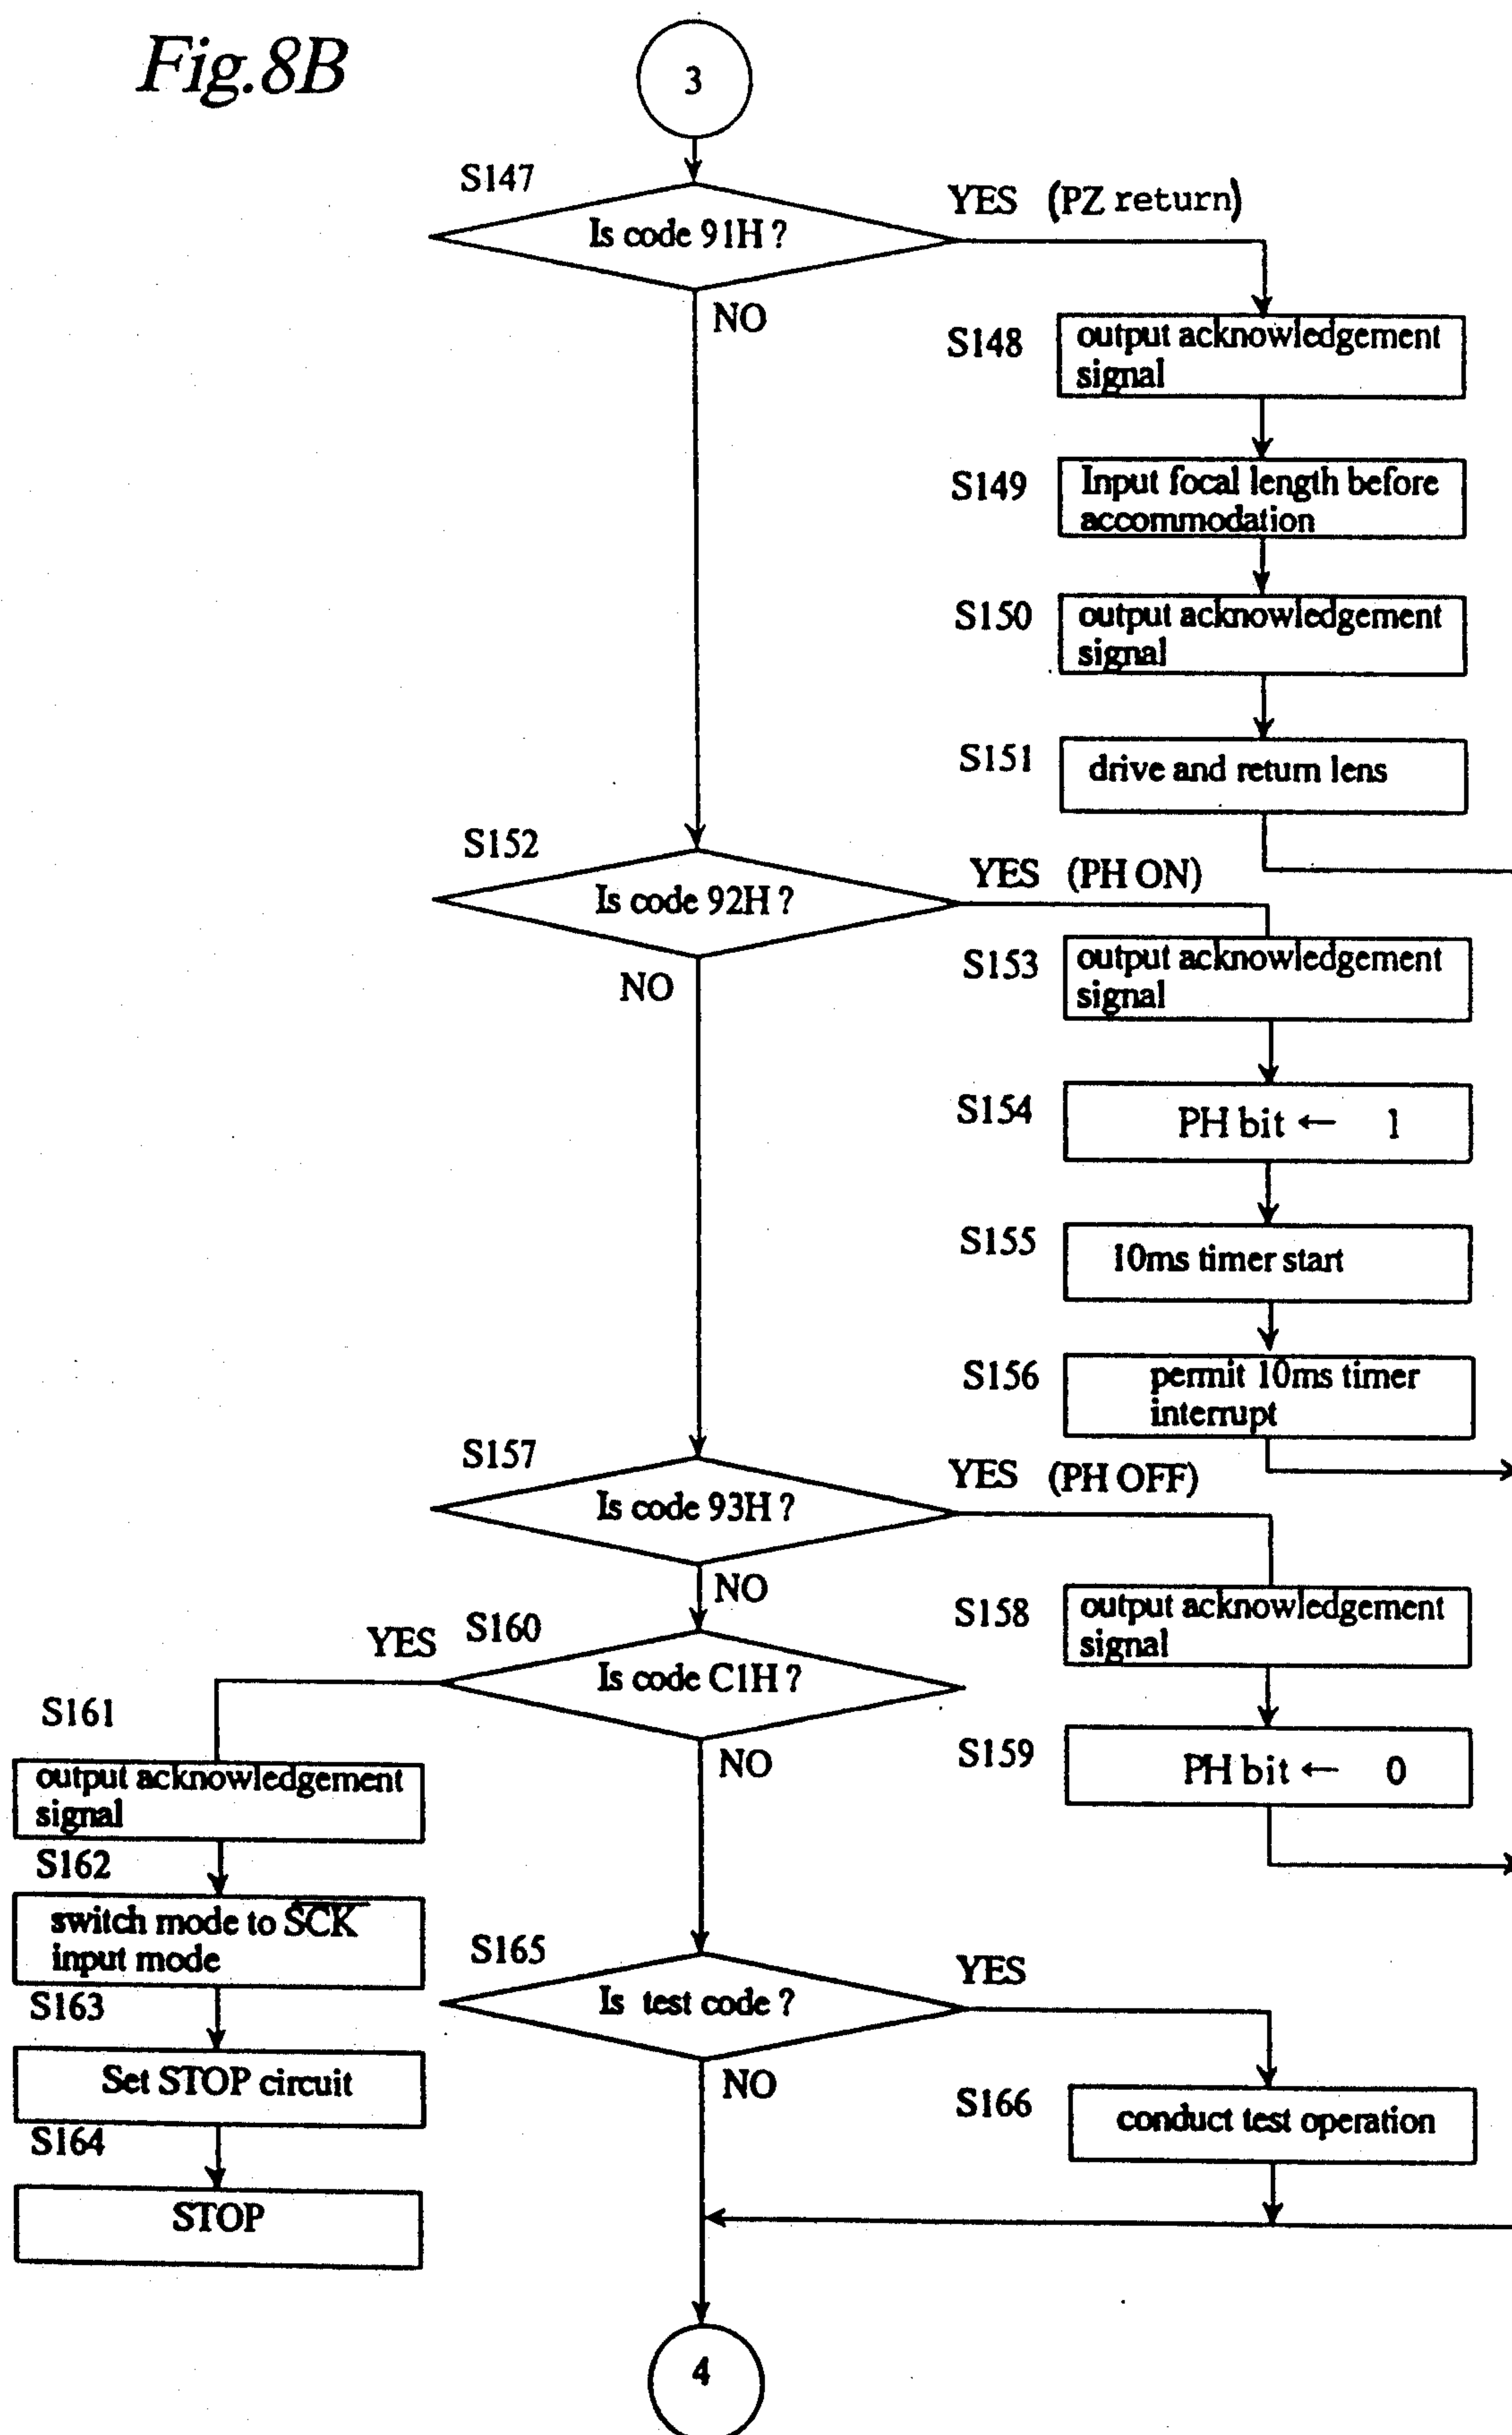 Fig.8B
3
S147
Is code 91H ?
YES (PZ return)
NO
S148
output acknowledgement
signal
S149
Input focal length before
accommodation
S150
output acknowledgement
signal
S151
drive and return lens
S152
Is code 92H ?
YES (PH ON)
NO
S153
output acknowledgement
signal
S154
PH bit ← 1
S155
10ms timer start
S156
permit 10ms timer
interrupt
S157
Is code 93H ?
YES (PH OFF)
NO
S158
output acknowledgement
signal
S159
PH bit ← 0
S160
Is code C1H ?
YES
NO
S161
output acknowledgement
signal
S162
switch mode to S̅C̅K̅
input mode
S163
Set STOP circuit
S164
STOP
S165
Is test code ?
YES
NO
S166
conduct test operation
4